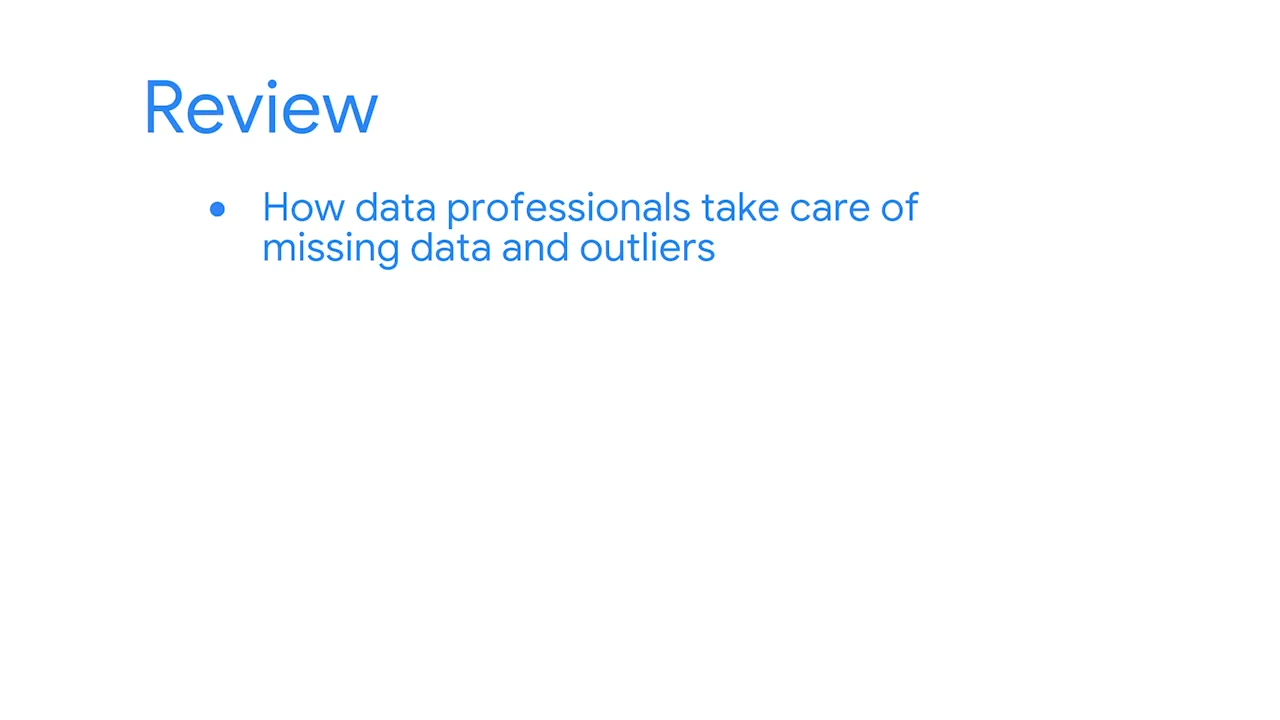 Review
● How data professionals take care of
missing data and outliers